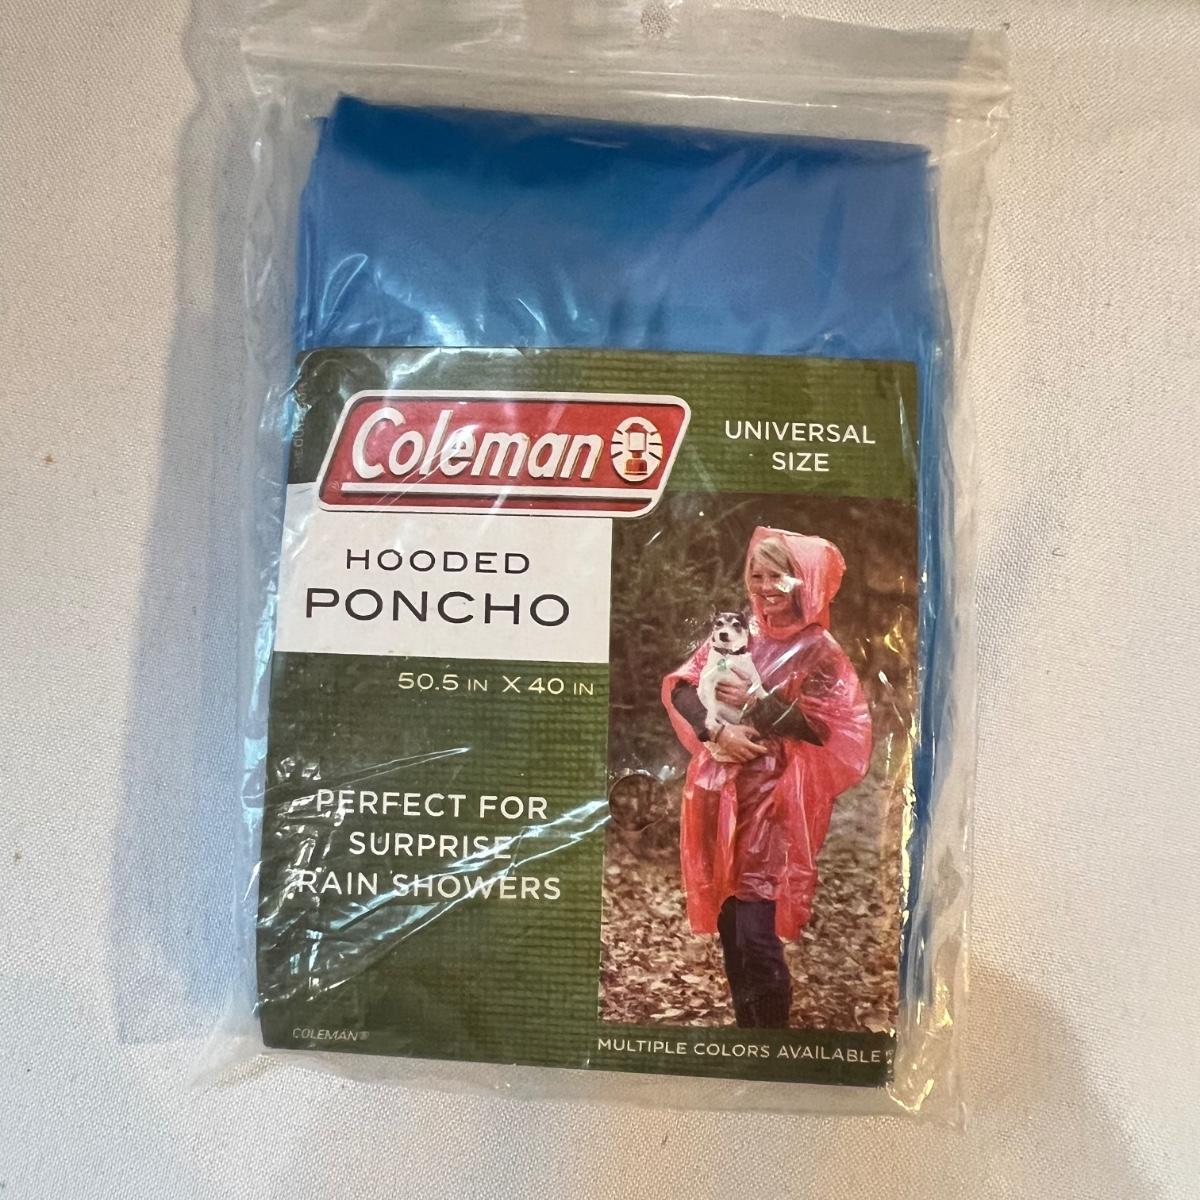 Coleman
UNIVERSAL
SIZE
HOODED
PONCHO
50.5 IN X 40 IN
PERFECT FOR
SURPRISE
RAIN SHOWERS
COLEMAN®
MULTIPLE COLORS AVAILABLE